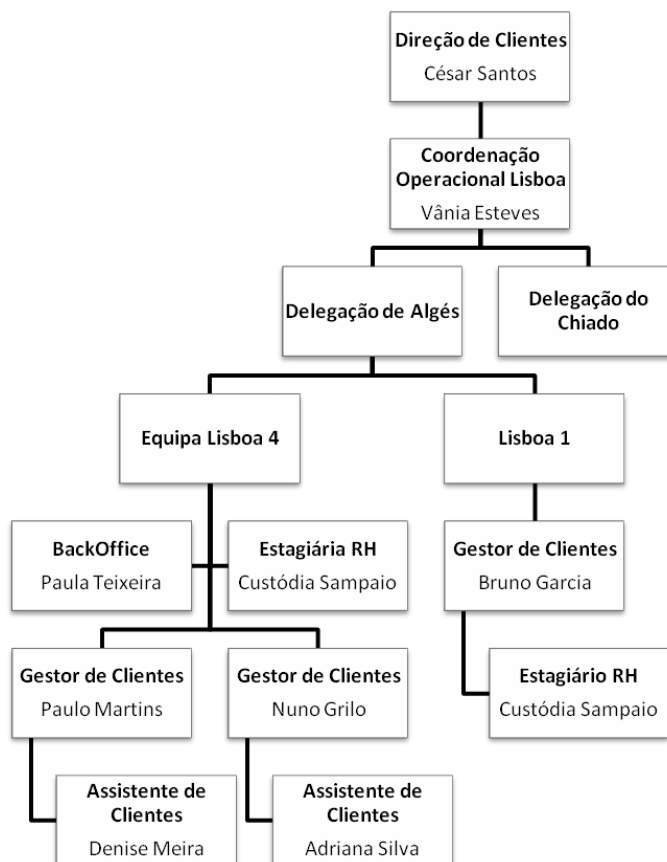 Direção de Clientes
César Santos
Coordenação
Operacional Lisboa
Vânia Esteves
Delegação de Algés
Delegação do
Chiado
Equipa Lisboa 4
Lisboa 1
BackOffice
Paula Teixeira
Estagiária RH
Custódia Sampaio
Gestor de Clientes
Bruno Garcia
Gestor de Clientes
Paulo Martins
Gestor de Clientes
Nuno Grilo
Estagiário RH
Custódia Sampaio
Assistente de
Clientes
Denise Meira
Assistente de
Clientes
Adriana Silva